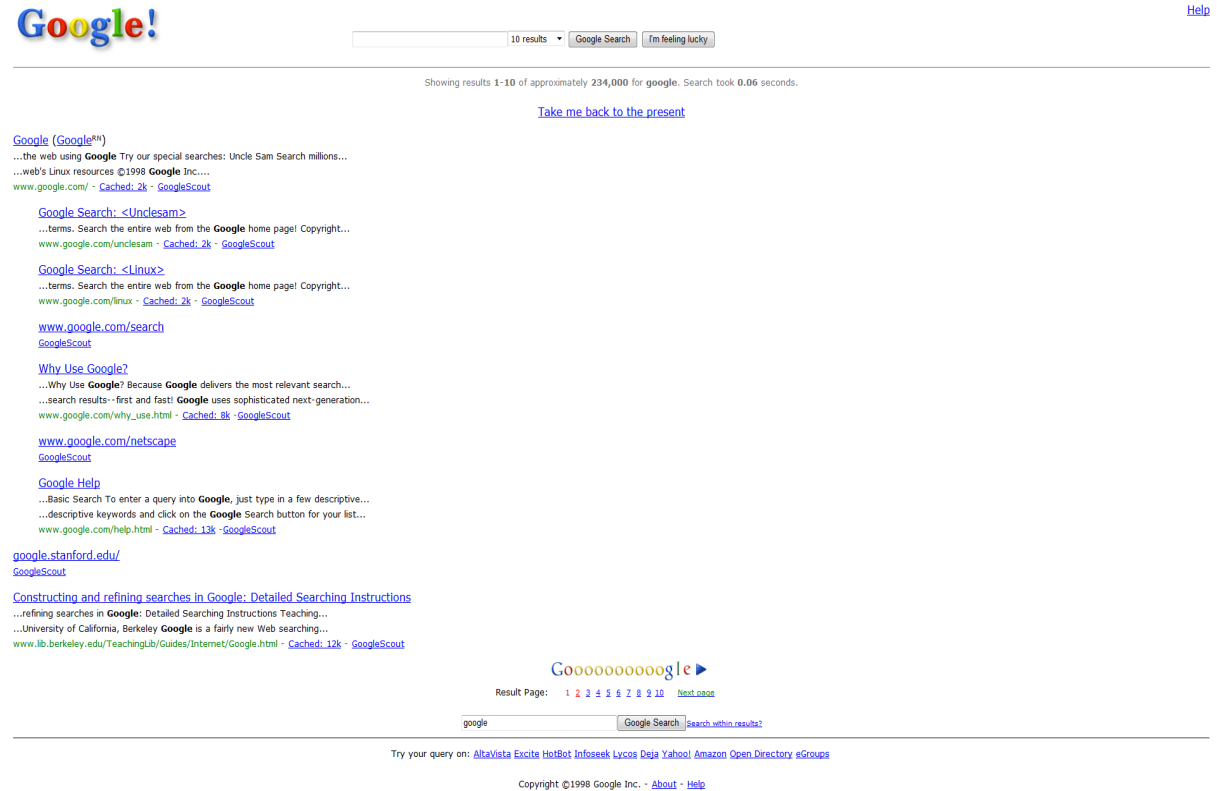 Google!
Help
10 results Google Search I'm feeling lucky
Showing results 1-10 of approximately 234,000 for google. Search took 0.06 seconds.
Take me back to the present
Google (GoogleRN)
...the web using Google Try our special searches: Uncle Sam Search millions...
...web's Linux resources ©1998 Google Inc....
www.google.com/ - Cached: 2k - GoogleScout
Google Search: <Unclesam>
...terms. Search the entire web from the Google home page! Copyright...
www.google.com/unclesam - Cached: 2k - GoogleScout
Google Search: <Linux>
...terms. Search the entire web from the Google home page! Copyright...
www.google.com/linux - Cached: 2k - GoogleScout
www.google.com/search
GoogleScout
Why Use Google?
...Why Use Google? Because Google delivers the most relevant search...
...search results--first and fast! Google uses sophisticated next-generation...
www.google.com/why_use.html - Cached: 8k -GoogleScout
www.google.com/netscape
GoogleScout
Google Help
...Basic Search To enter a query into Google, just type in a few descriptive...
...descriptive keywords and click on the Google Search button for your list...
www.google.com/help.html - Cached: 13k -GoogleScout
google.stanford.edu/
GoogleScout
Constructing and refining searches in Google: Detailed Searching Instructions
...refining searches in Google: Detailed Searching Instructions Teaching...
...University of California, Berkeley Google is a fairly new Web searching...
www.lib.berkeley.edu/TeachingLib/Guides/Internet/Google.html - Cached: 12k - GoogleScout
Goooooooooogle
Result Page: 1 2 3 4 5 6 7 8 9 10 Next page
google Google Search Search within results?
Try your query on: AltaVista Excite HotBot Infoseek Lycos Deja Yahoo! Amazon Open Directory eGroups
Copyright ©1998 Google Inc. - About - Help